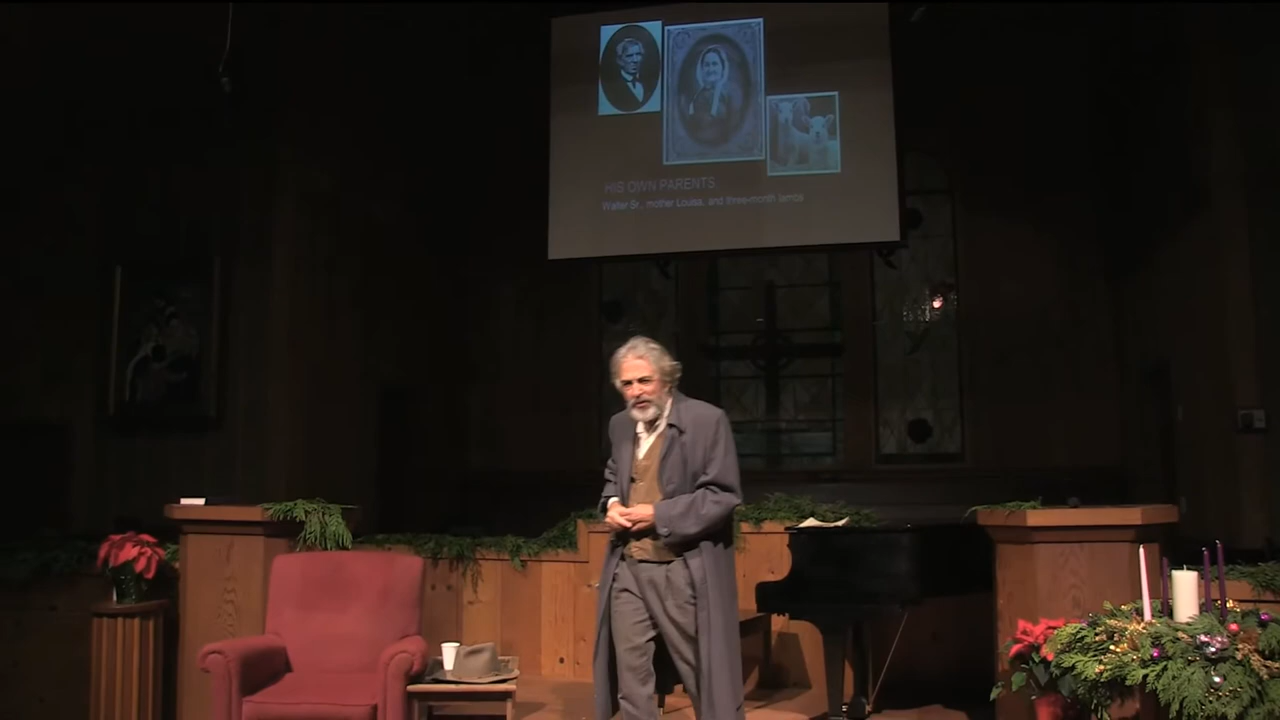 HIS OWN PARENTS
Walter Sr., mother Louisa, and three-month lambs